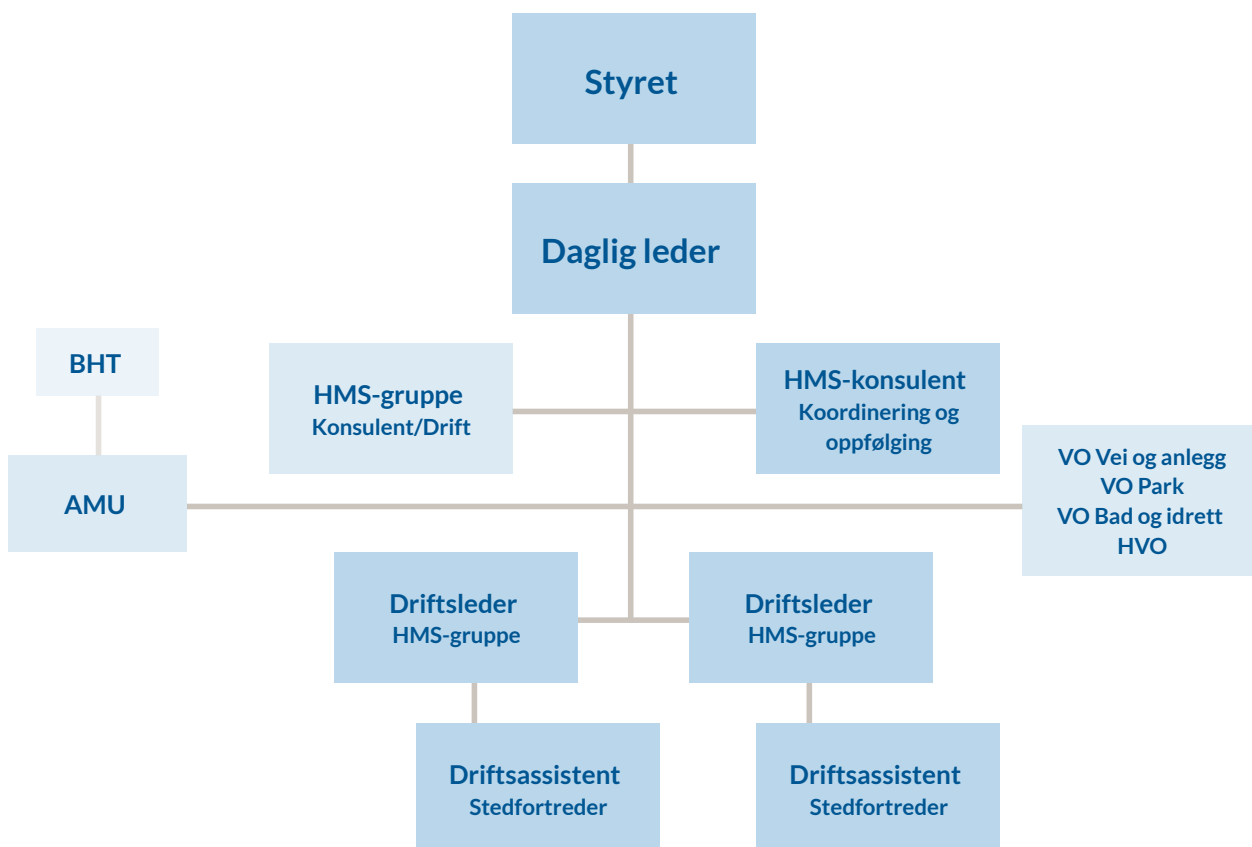 Styret
Daglig leder
BHT
HMS-gruppe
Konsulent/Drift
HMS-konsulent
Koordinering og
oppfølging
AMU
VO Vei og anlegg
VO Park
VO Bad og idrett
HVO
Driftsleder
HMS-gruppe
Driftsleder
HMS-gruppe
Driftsassistent
Stedfortreder
Driftsassistent
Stedfortreder